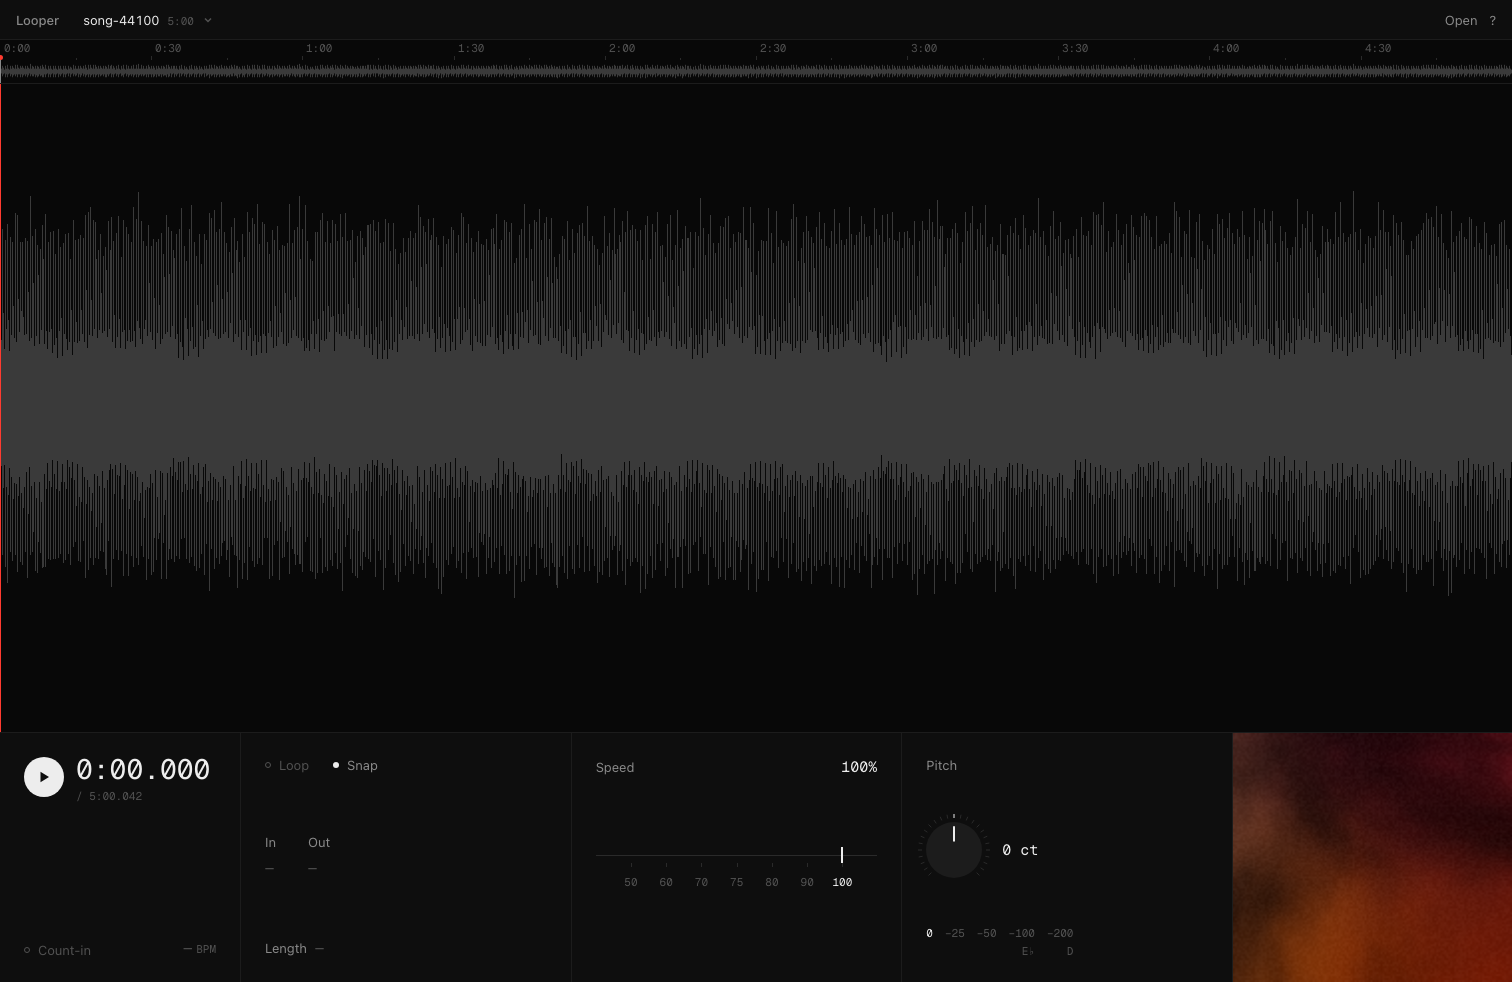 Looper song-44100 5:00 Open ?
0:00 0:30 1:00 1:30 2:00 2:30 3:00 3:30 4:00 4:30
0:00.000
/ 5:00.042
Count-in — BPM
Loop Snap
In Out
— —
Length —
Speed 100%
50 60 70 75 80 90 100
Pitch
0 ct
0 −25 −50 −100 −200
E♭ D